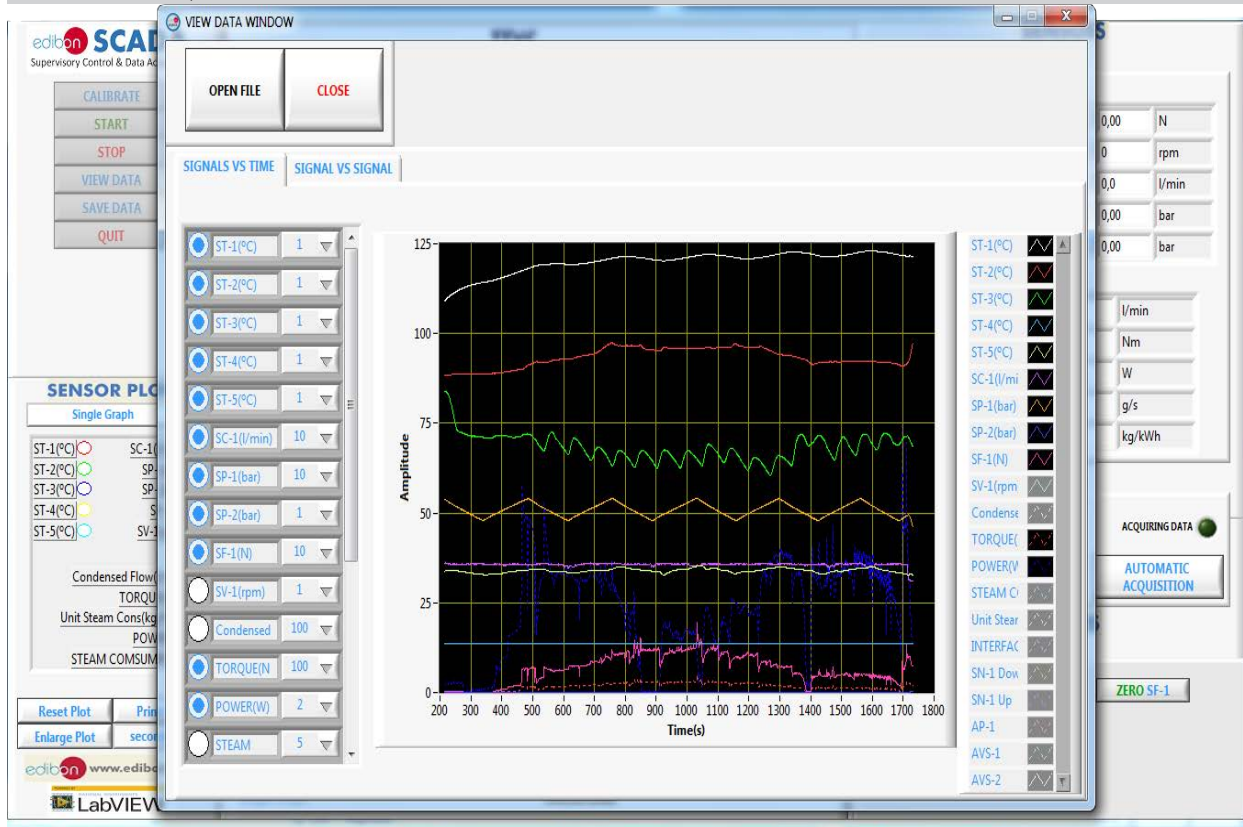 VIEW DATA WINDOW
edibon SCAD
Supervisory Control & Data Ac
CALIBRATE
START
STOP
VIEW DATA
SAVE DATA
QUIT
OPEN FILE
CLOSE
SIGNALS VS TIME
SIGNAL VS SIGNAL
ST-1(ºC) 1
ST-2(ºC) 1
ST-3(ºC) 1
ST-4(ºC) 1
ST-5(ºC) 1
SC-1(l/min) 10
SP-1(bar) 10
SP-2(bar) 1
SF-1(N) 10
SV-1(rpm) 1
Condensed 100
TORQUE(N 100
POWER(W) 2
STEAM 5
125
100
75
50
25
0
Amplitude
200 300 400 500 600 700 800 900 1000 1100 1200 1300 1400 1500 1600 1700 1800
Time(s)
ST-1(ºC)
ST-2(ºC)
ST-3(ºC)
ST-4(ºC)
ST-5(ºC)
SC-1(l/mi
SP-1(bar)
SP-2(bar)
SF-1(N)
SV-1(rpm
Condense
TORQUE(
POWER(V
STEAM C
Unit Stear
INTERFAC
SN-1 Dow
SN-1 Up
AP-1
AVS-1
AVS-2
S
0,00 N
0 rpm
0,0 l/min
0,00 bar
0,00 bar
l/min
Nm
W
g/s
kg/kWh
ACQUIRING DATA
AUTOMATIC
ACQUISITION
ZERO SF-1
SENSOR PLO
Single Graph
ST-1(ºC) SC-1(
ST-2(ºC) SP-
ST-3(ºC) SP-
ST-4(ºC) S
ST-5(ºC) SV-1
Condensed Flow(
TORQU
Unit Steam Cons(kg
POW
STEAM COMSUM
Reset Plot Prin
Enlarge Plot secon
edibon www.edibo
LabVIEW